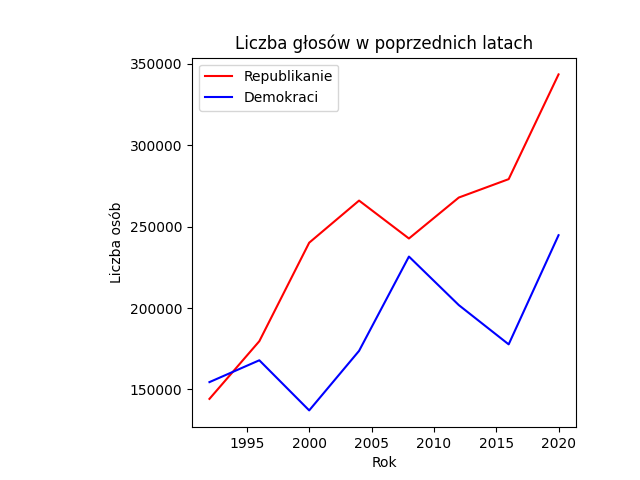 Liczba głosów w poprzednich latach
Republikanie
Demokraci
350000
300000
250000
200000
150000
Liczba osób
1995 2000 2005 2010 2015 2020
Rok